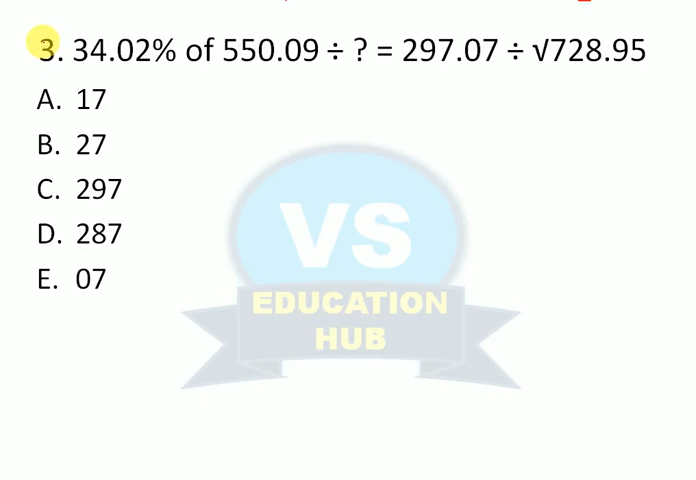 3. 34.02% of 550.09 ÷ ? = 297.07 ÷ √728.95
A. 17
B. 27
C. 297
D. 287
E. 07
VS
EDUCATION
HUB